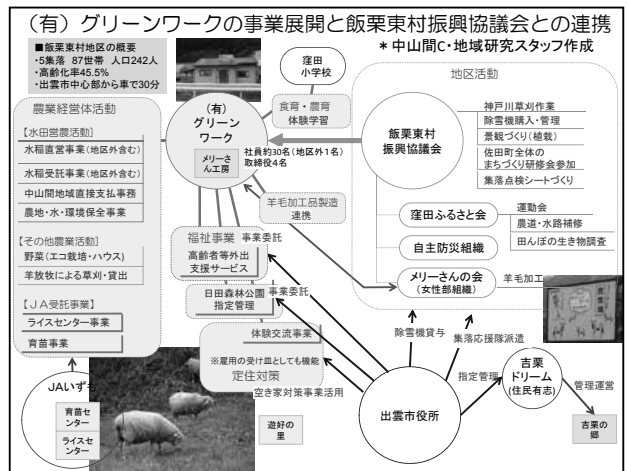 (有)グリーンワークの事業展開と飯栗東村振興協議会との連携
■飯栗東村地区の概要
・5集落 87世帯 人口242人
・高齢化率45.5%
・出雲市中心部から車で30分
*中山間C・地域研究スタッフ作成
窪田
小学校
食育・農育
体験学習
(有)
グリーン
ワーク
メリーさ
ん工房
社員約30名(地区外1名)
取締役4名
農業経営体活動
【水田営農活動】
水稲直営事業(地区外含む)
水稲受託事業(地区外含む)
中山間地域直接支払事務
農地・水・環境保全事業
【その他農業活動】
野菜(エコ栽培・ハウス)
羊放牧による草刈・貸出
【JA受託事業】
ライスセンター事業
育苗事業
JAいずも
育苗セ
ンター
ライスセ
ンター
地区活動
飯栗東村
振興協議会
神戸川草刈作業
除雪機購入・管理
景観づくり(植栽)
佐田町全体の
まちづくり研修会参加
集落点検シートづくり
窪田ふるさと会
運動会
農道・水路補修
田んぼの生き物調査
自主防災組織
メリーさんの会
(女性部組織)
羊毛加工
羊毛加工品製造
連携
福祉事業
事業委託
高齢者等外出
支援サービス
事業委託
日田森林公園
指定管理
体験交流事業
※雇用の受け皿としても機能
定住対策
空き家対策事業活用
遊好の
里
除雪機貸与
集落応援隊派遣
出雲市役所
指定管理
吉栗
ドリーム
(住民有志)
管理運営
吉栗の
郷